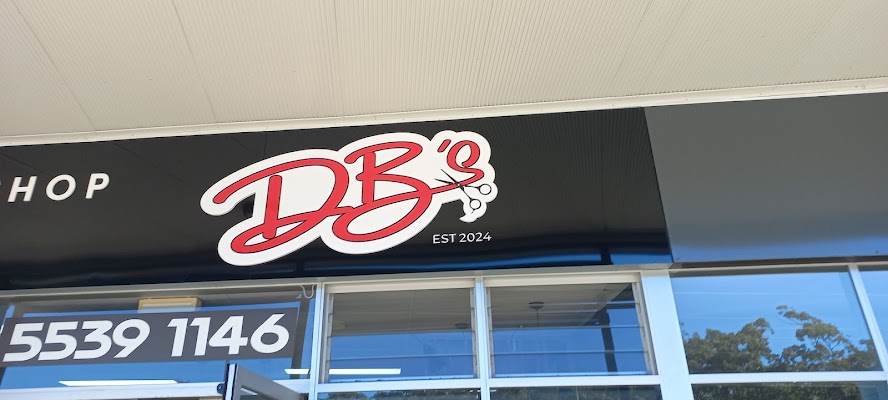 HOP
DB's
EST 2024
5539 1146